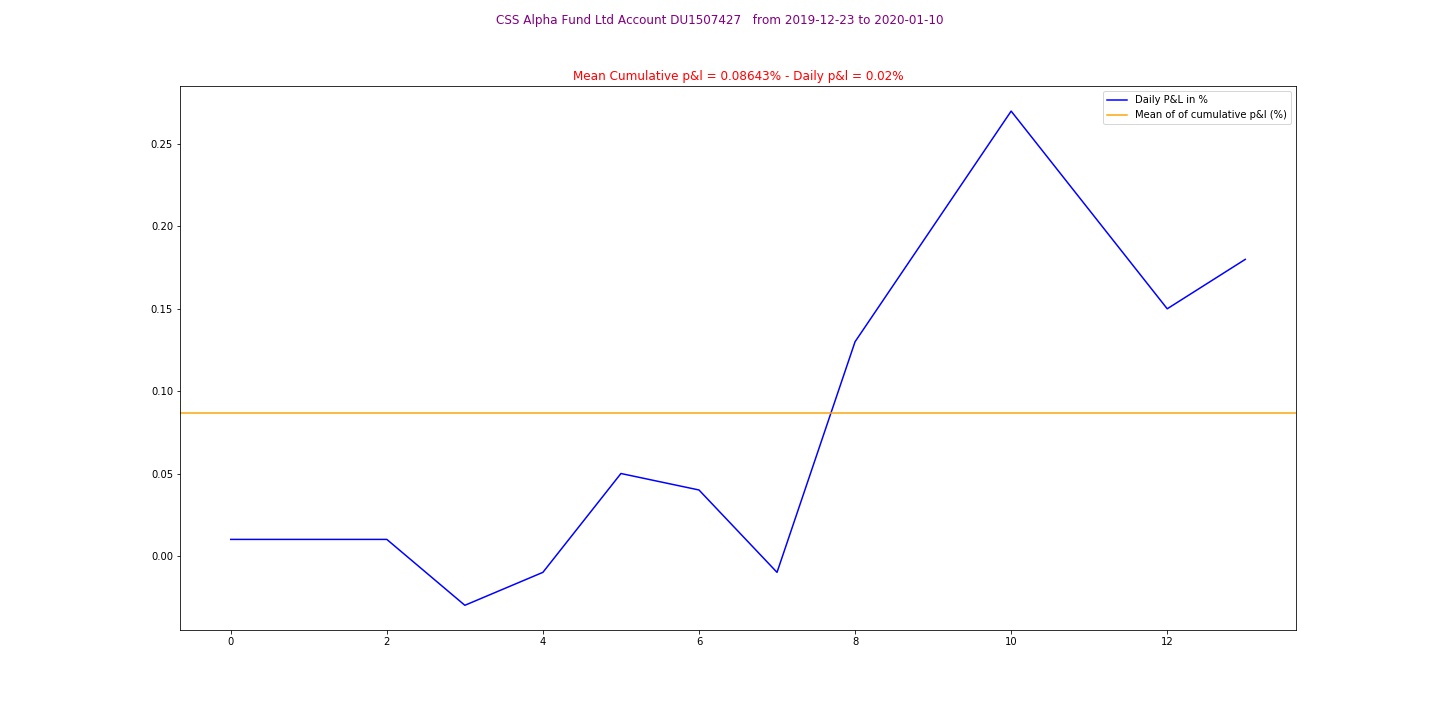 CSS Alpha Fund Ltd Account DU1507427   from 2019-12-23 to 2020-01-10
Mean Cumulative p&l = 0.08643% - Daily p&l = 0.02%
Daily P&L in %
Mean of of cumulative p&l (%)
0.25
0.20
0.15
0.10
0.05
0.00
0 2 4 6 8 10 12